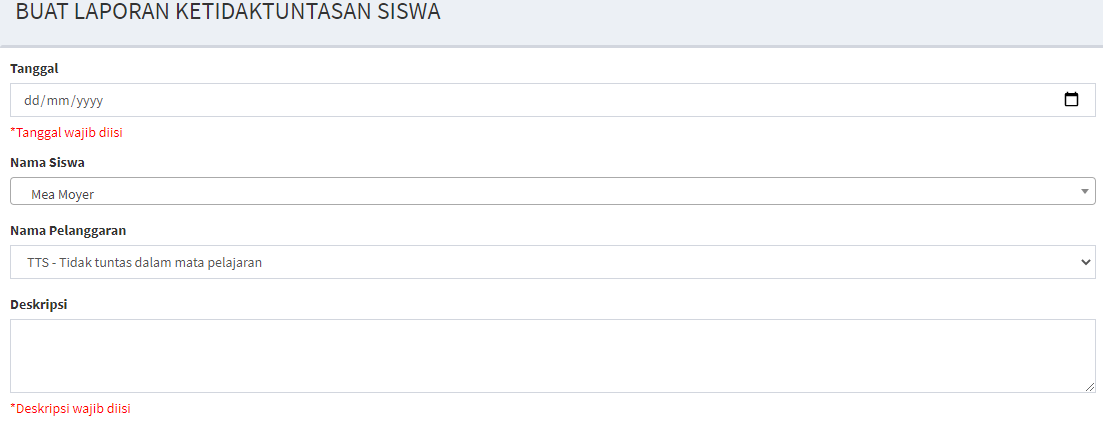 BUAT LAPORAN KETIDAKTUNTASAN SISWA
Tanggal
dd/mm/yyyy
*Tanggal wajib diisi
Nama Siswa
Mea Moyer
Nama Pelanggaran
TTS - Tidak tuntas dalam mata pelajaran
Deskripsi
*Deskripsi wajib diisi